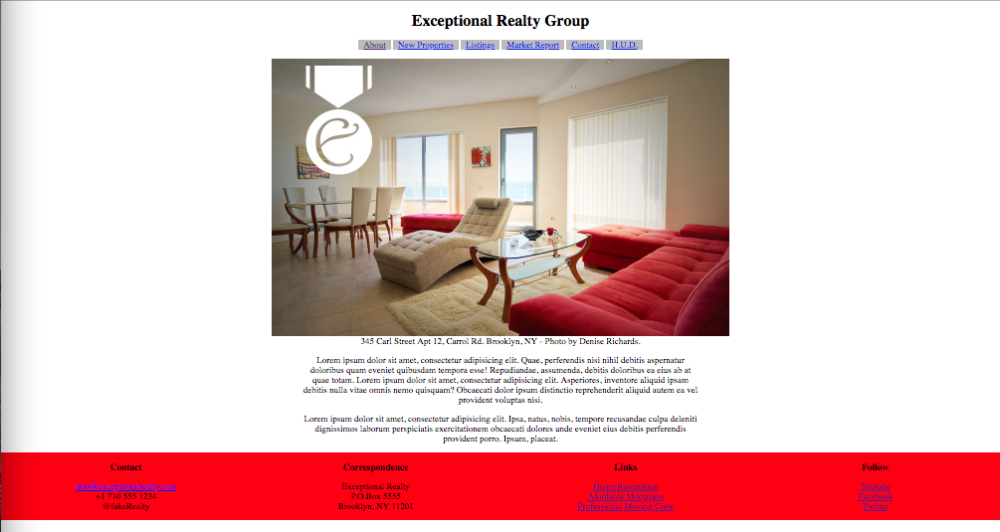 Exceptional Realty Group
About New Properties Listings Market Report Contact H.U.D.
e
345 Carl Street Apt 12, Carrol Rd. Brooklyn, NY - Photo by Denise Richards.
Lorem ipsum dolor sit amet, consectetur adipisicing elit. Quae, perferendis nisi nihil debitis aspernatur
doloribus quam eveniet quibusdam tempora esse! Repudiandae, assumenda, debitis doloribus ea eius ab at
quae totam. Lorem ipsum dolor sit amet, consectetur adipisicing elit. Asperiores, inventore aliquid ipsam
debitis nulla vitae omnis nemo quisquam? Obcaecati dolor ipsum distinctio reprehenderit aliquid autem ea vel
provident voluptas nisi.
Lorem ipsum dolor sit amet, consectetur adipisicing elit. Ipsa, natus, nobis, tempore recusandae culpa deleniti
dignissimos laborum perspiciatis exercitationem obcaecati dolores unde eveniet eius debitis perferendis
provident porro. Ipsum, placeat.
Contact Correspondence Links Follow
info@exceptionalrealty.com Exceptional Realty Home Restoration Youtube
+1 710 555 1234 P.O.Box 5555 Affordable Mortgages Facebook
@fakeRealty Brooklyn, NY 11201 Professional Moving Crew Twitter